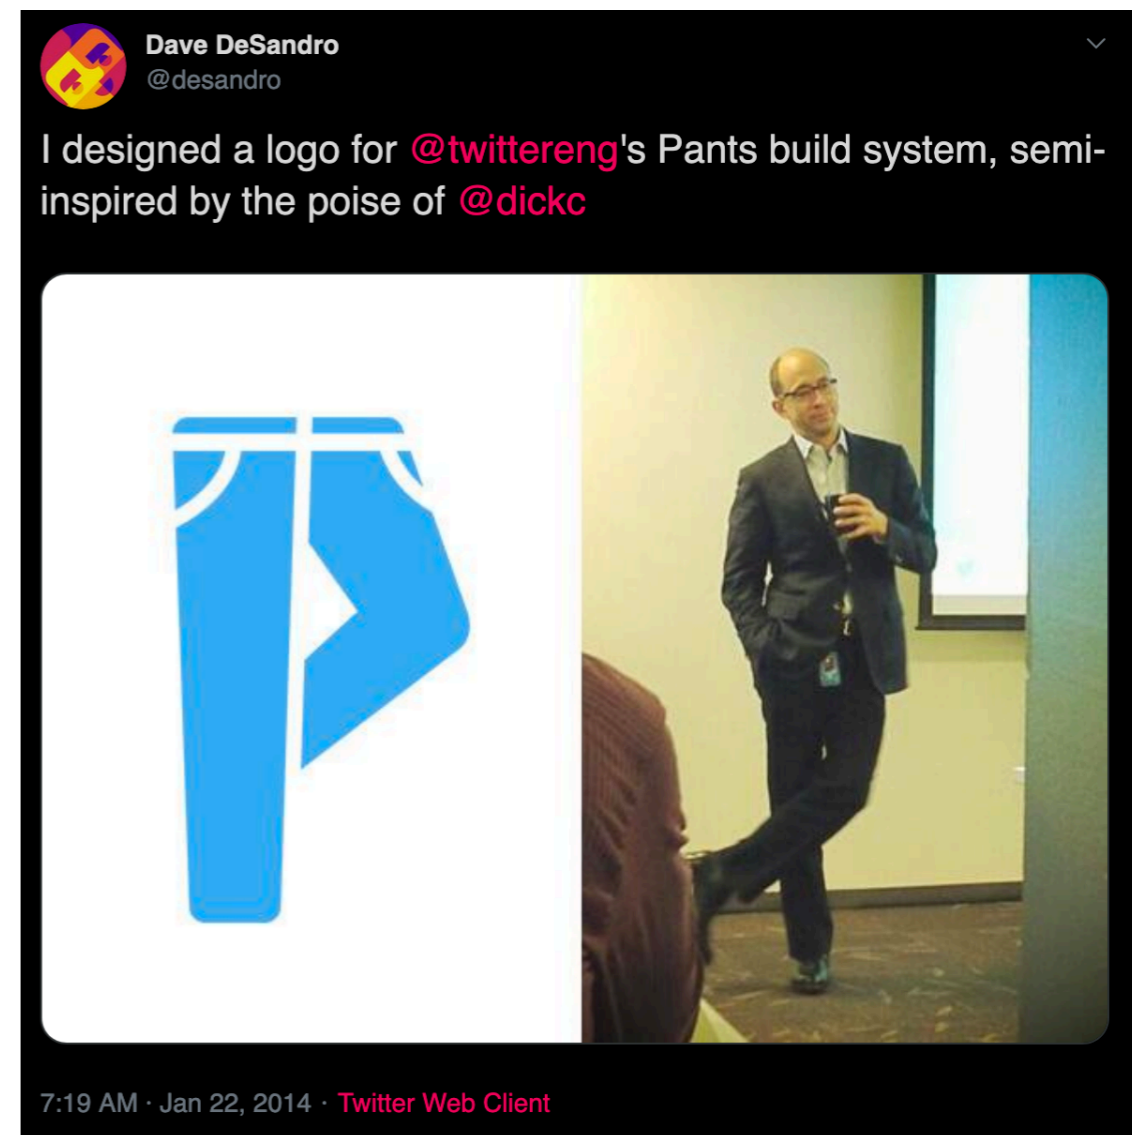 Dave DeSandro
@desandro
I designed a logo for @twittereng's Pants build system, semi-
inspired by the poise of @dickc
7:19 AM · Jan 22, 2014 · Twitter Web Client